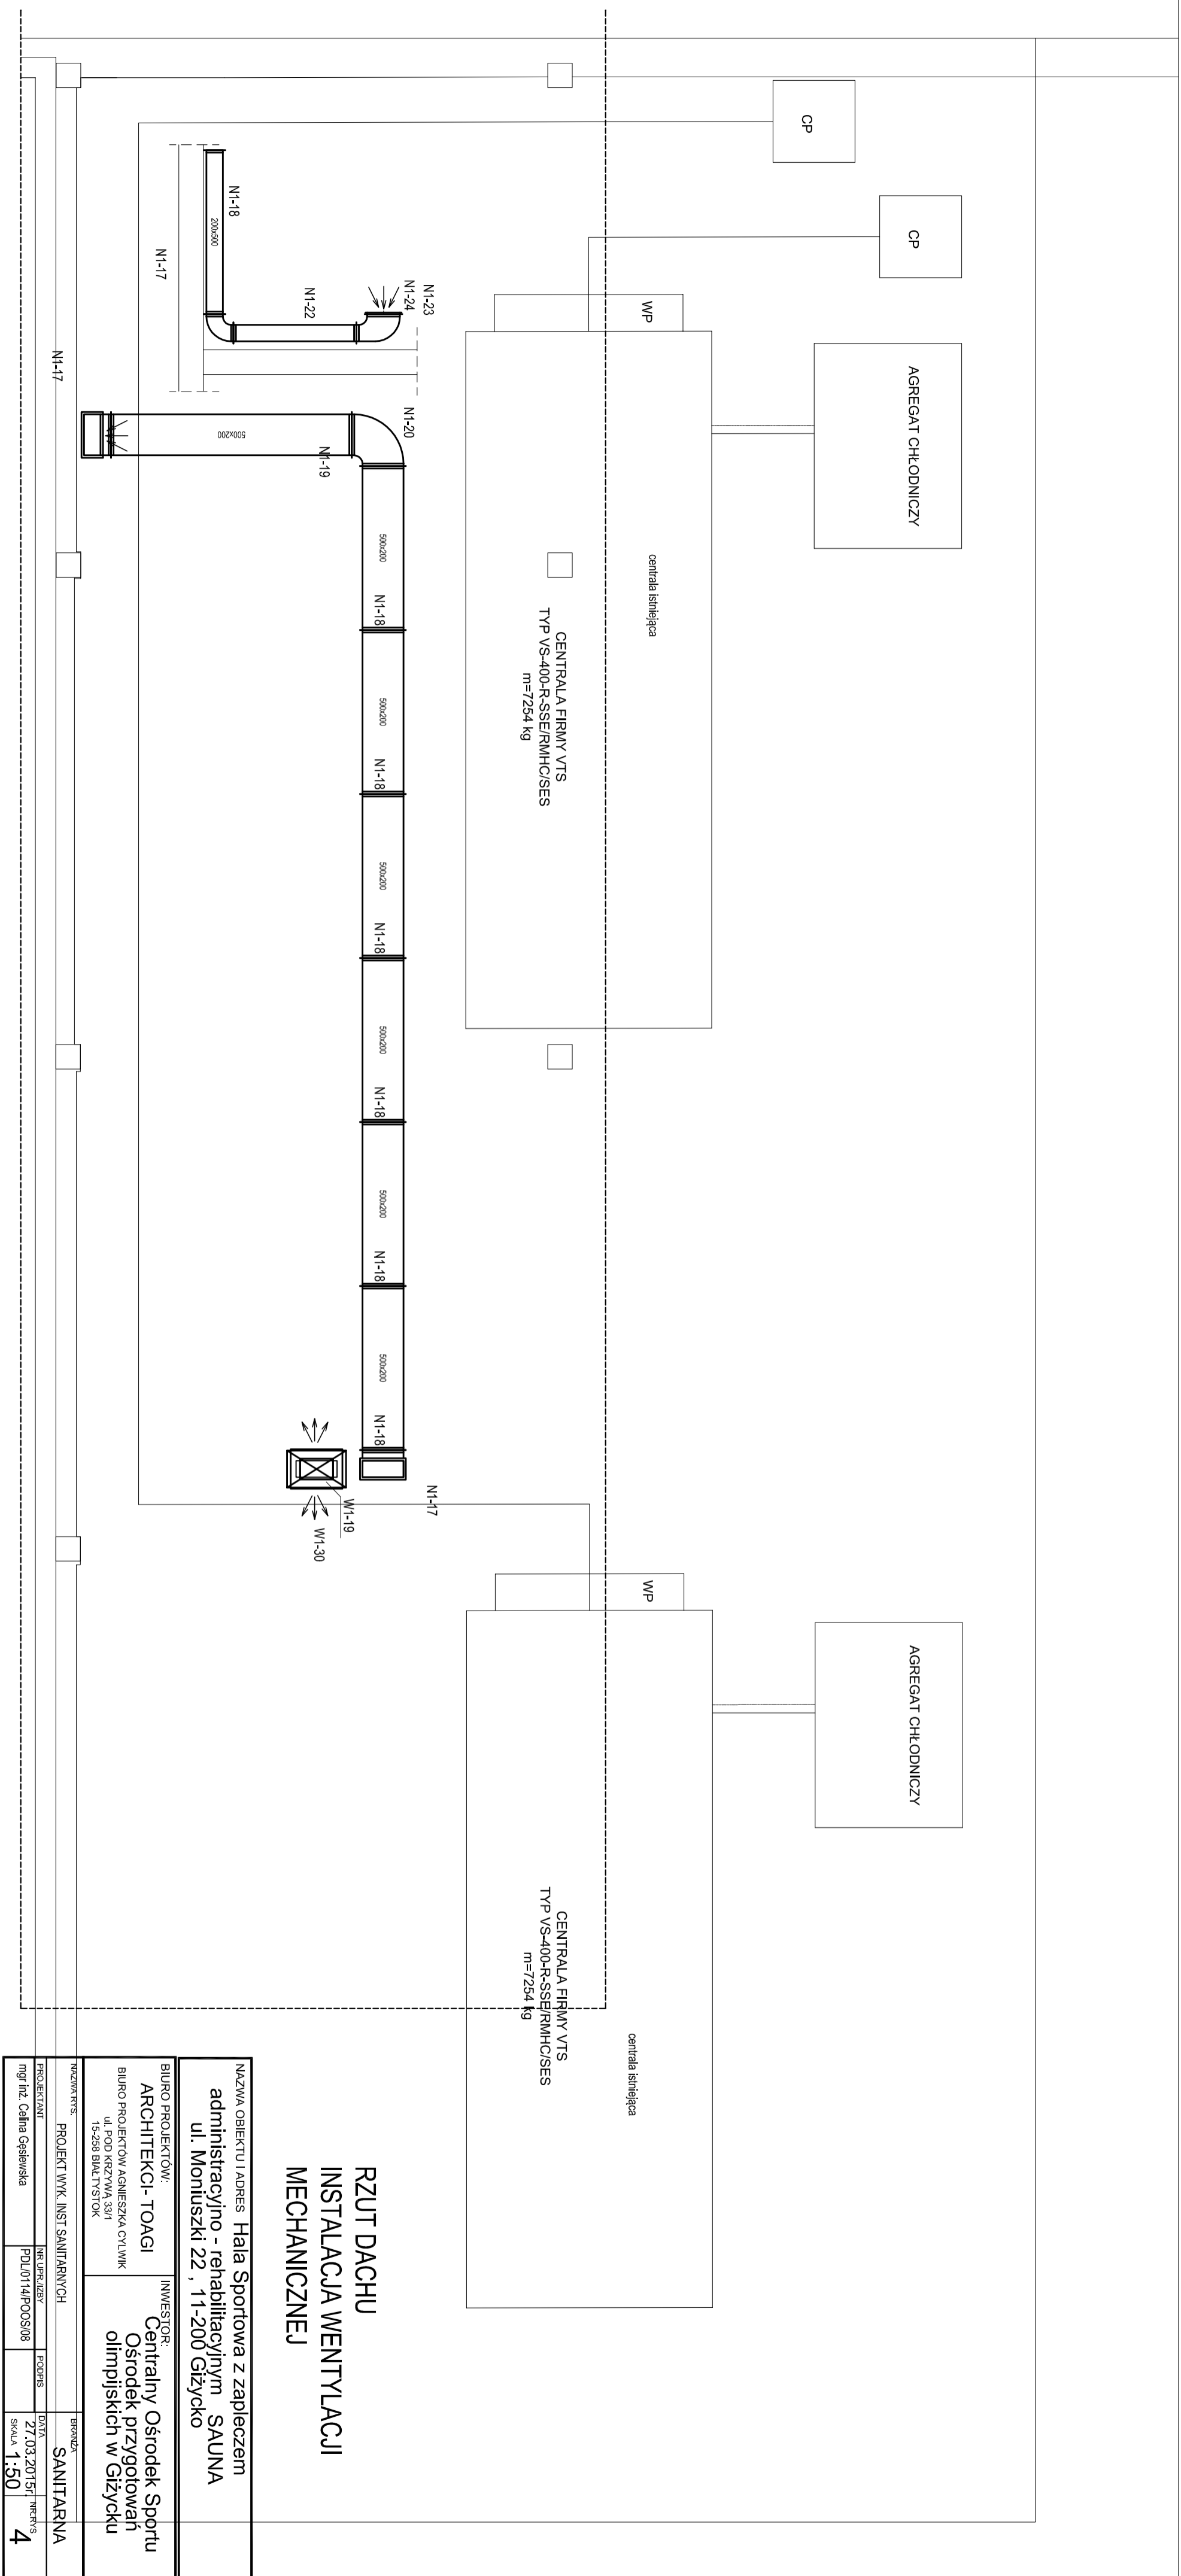 CP
CP
WP
AGREGAT CHŁODNICZY
N1-18
200x500
N1-17
N1-22
N1-23
N1-24
N1-17
N1-20
500x200
N1-19
centrala istniejąca
CENTRALA FIRMY VTS
TYP VS-400-R-SSE/RMHC/SES
m=7254 kg
500x200
N1-18
500x200
N1-18
500x200
N1-18
500x200
N1-18
500x200
N1-18
500x200
N1-18
N1-17
W1-19
W1-30
WP
AGREGAT CHŁODNICZY
centrala istniejąca
CENTRALA FIRMY VTS
TYP VS-400-R-SSE/RMHC/SES
m=7254 kg
RZUT DACHU
INSTALACJA WENTYLACJI
MECHANICZNEJ
NAZWA OBIEKTU I ADRES Hala Sportowa z zapleczem
administracyjno - rehabilitacyjnym SAUNA
ul. Moniuszki 22 , 11-200 Giżycko
BIURO PROJEKTÓW:
ARCHITEKCI- TOAGI
BIURO PROJEKTÓW AGNIESZKA CYLWIK
ul. POD KRZYWĄ 33/1
15-258 BIAŁYSTOK
INWESTOR:
Centralny Ośrodek Sportu
Ośrodek przygotowań
olimpijskich w Giżycku
NAZWA RYS.
PROJEKT WYK. INST SANITARNYCH
BRANŻA
SANITARNA
PROJEKTANT
mgr inż. Celina Gęsiewska
NR UPR./IZBY
PDL/0114/POOS/08
PODPIS
DATA
27.03.2015r.
SKALA 1:50
NR.RYS
4